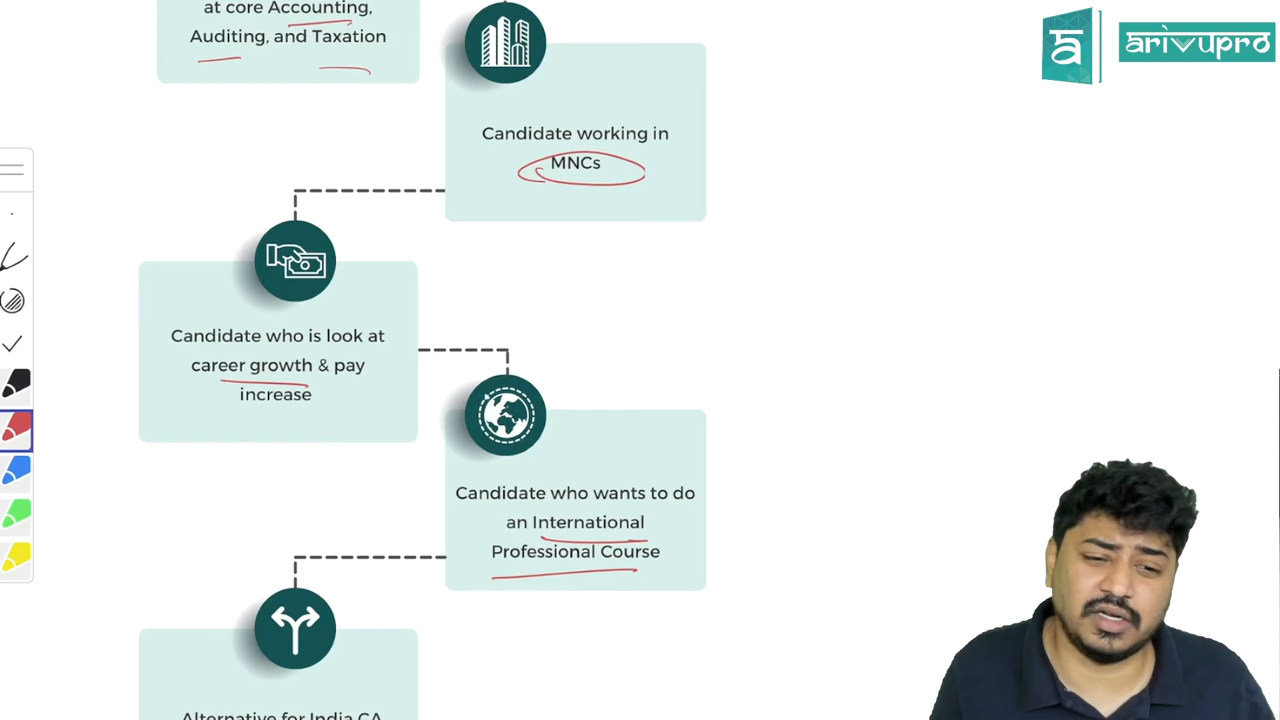 at core Accounting,
Auditing, and Taxation
arivupro
Candidate working in
MNCs
Candidate who is look at
career growth & pay
increase
Candidate who wants to do
an International
Professional Course
Alternative for India CA